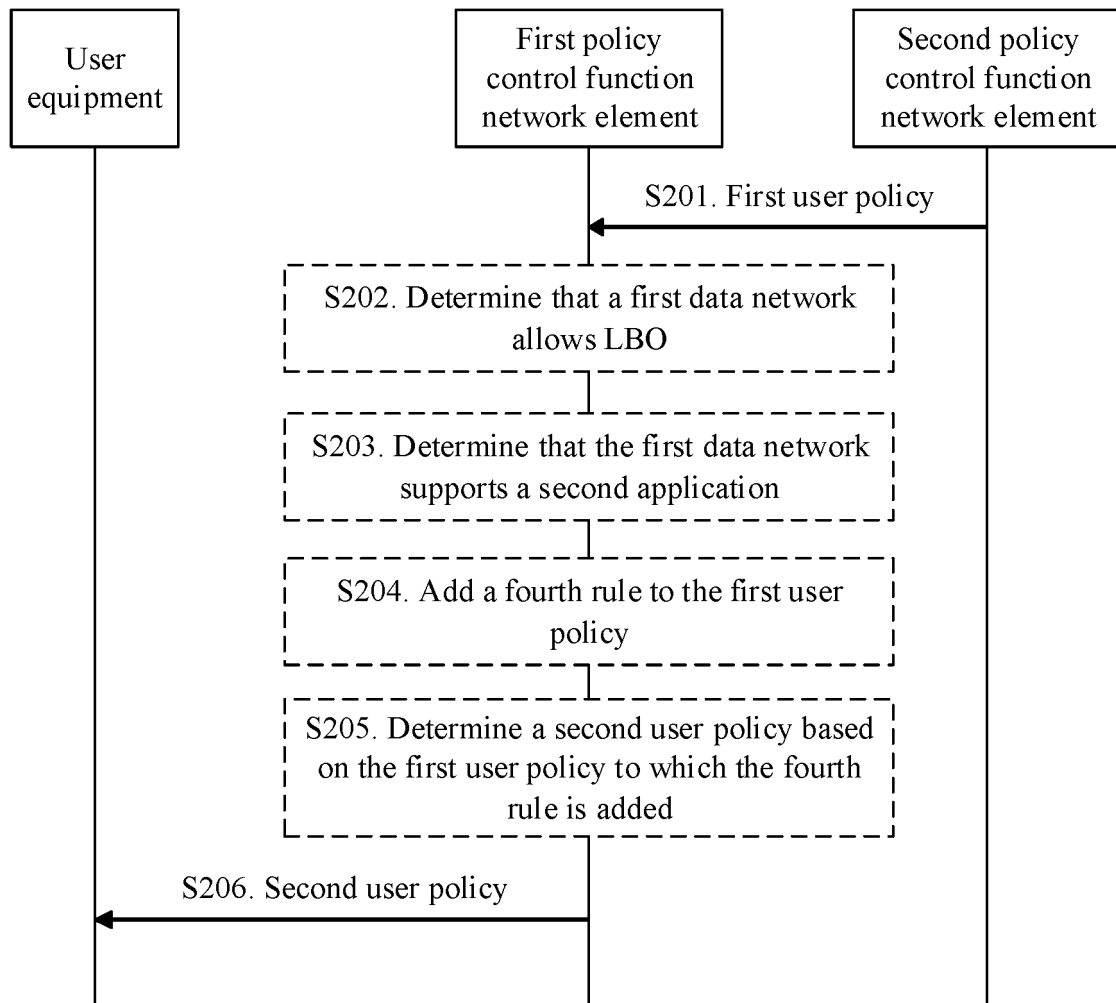 User
equipment
First policy
control function
network element
Second policy
control function
network element
S201. First user policy
S202. Determine that a first data network
allows LBO
S203. Determine that the first data network
supports a second application
S204. Add a fourth rule to the first user
policy
S205. Determine a second user policy based
on the first user policy to which the fourth
rule is added
S206. Second user policy